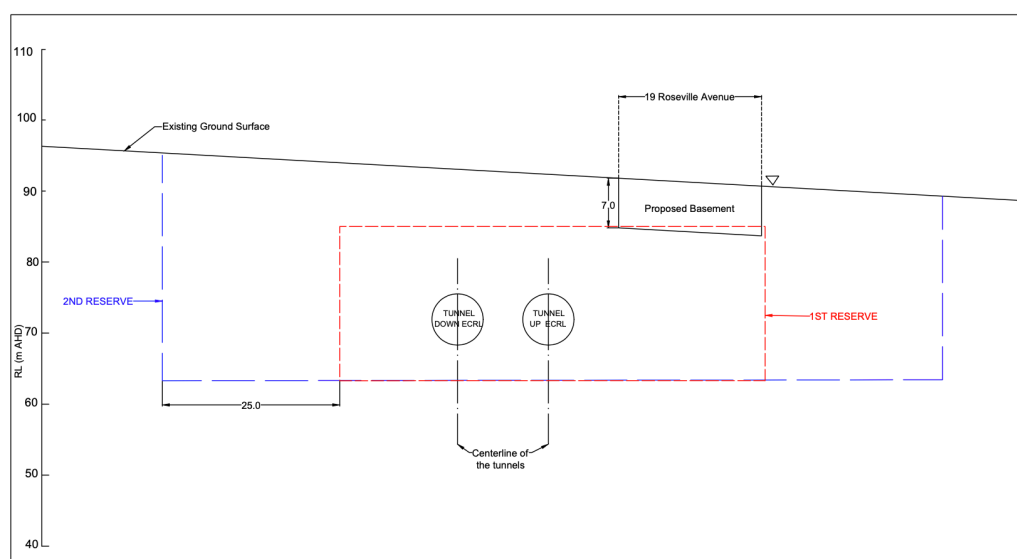 110
19 Roseville Avenue
100
Existing Ground Surface
90
7.0
Proposed Basement
80
2ND RESERVE
TUNNEL
DOWN ECRL
TUNNEL
UP ECRL
1ST RESERVE
70
RL (m AHD)
60
25.0
Centerline of
the tunnels
50
40